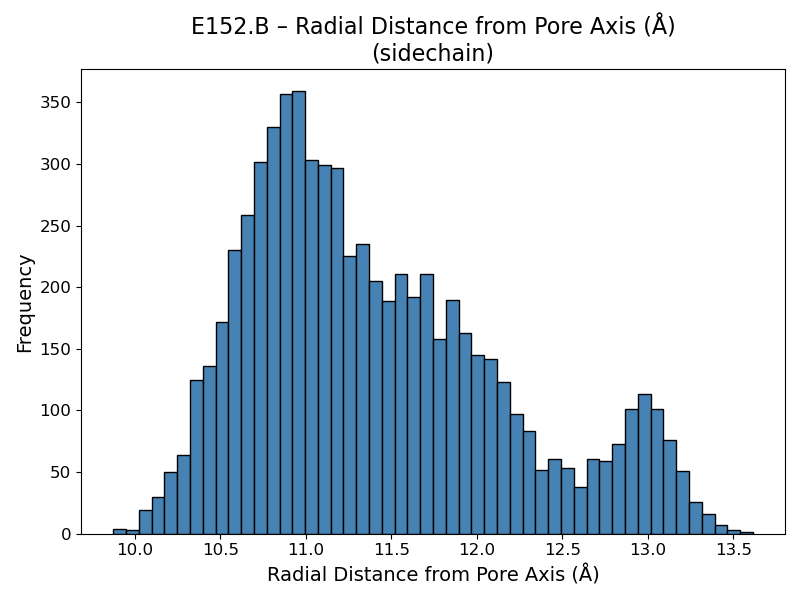 E152.B – Radial Distance from Pore Axis (Å)
(sidechain)
350
300
250
200
150
100
50
0
Frequency
10.0 10.5 11.0 11.5 12.0 12.5 13.0 13.5
Radial Distance from Pore Axis (Å)